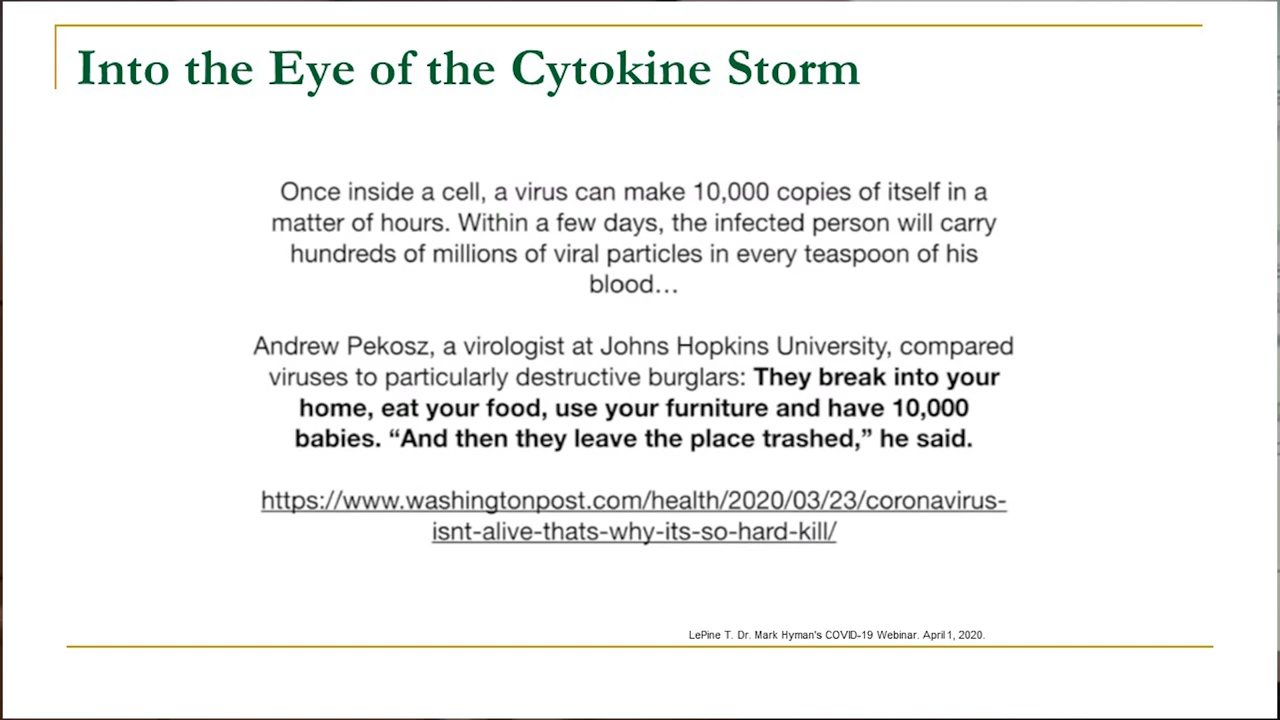 Into the Eye of the Cytokine Storm
Once inside a cell, a virus can make 10,000 copies of itself in a
matter of hours. Within a few days, the infected person will carry
hundreds of millions of viral particles in every teaspoon of his
blood…
Andrew Pekosz, a virologist at Johns Hopkins University, compared
viruses to particularly destructive burglars: They break into your
home, eat your food, use your furniture and have 10,000
babies. “And then they leave the place trashed,” he said.
https://www.washingtonpost.com/health/2020/03/23/coronavirus-
isnt-alive-thats-why-its-so-hard-kill/
LePine T. Dr. Mark Hyman's COVID-19 Webinar. April 1, 2020.